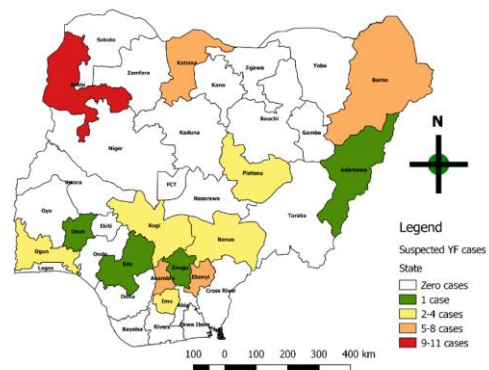 Sokoto
Katsina
Yobe
Borno
Jigawa
Zamfara
Kano
Kebbi
Kaduna
Bauchi
Gombe
Niger
Adamawa
Plateau
FCT
Nasarawa
Kwara
Oyo
Taraba
Osun
Ekiti
Kogi
Benue
Ogun
Ondo
Edo
Enugu
Lagos
Anambra
Ebonyi
Cross River
Delta
Imo
Abia
Bayelsa
Rivers
Akwa Ibom
N
Legend
Suspected YF cases
State
Zero cases
1 case
2-4 cases
5-8 cases
9-11 cases
100 0 100 200 300 400 km